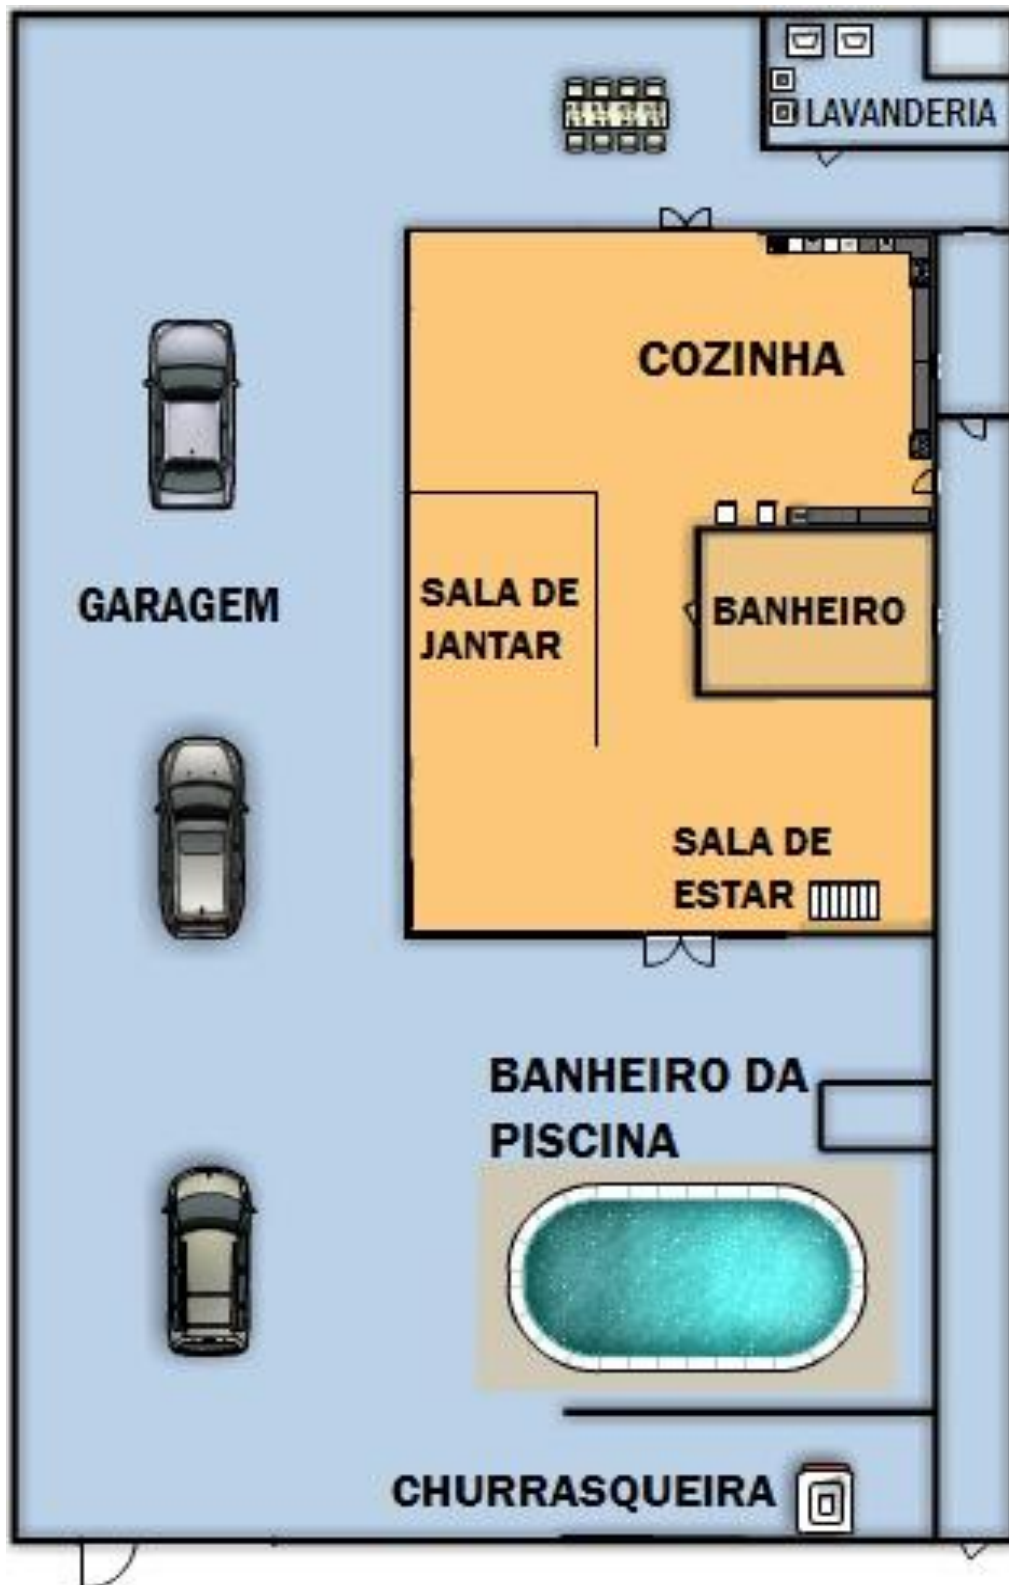 LAVANDERIA
COZINHA
GARAGEM
SALA DE
JANTAR
BANHEIRO
SALA DE
ESTAR
BANHEIRO DA
PISCINA
CHURRASQUEIRA